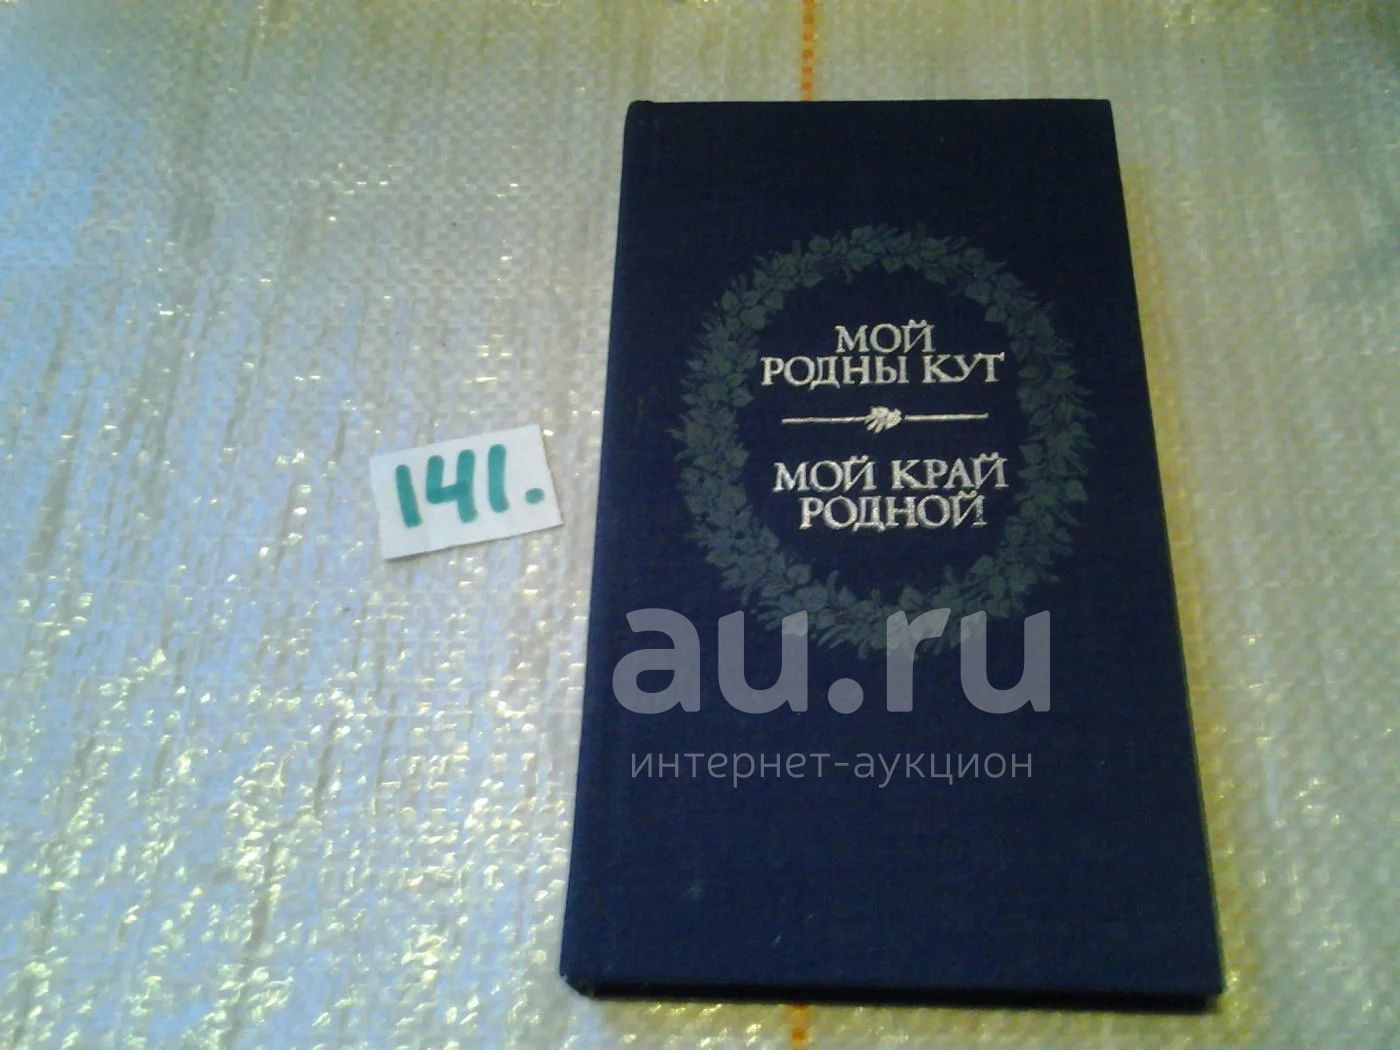 МОЙ
РОДНЫ КУТ
МОЙ КРАЙ
РОДНОЙ
141.
au.ru
интернет-аукцион